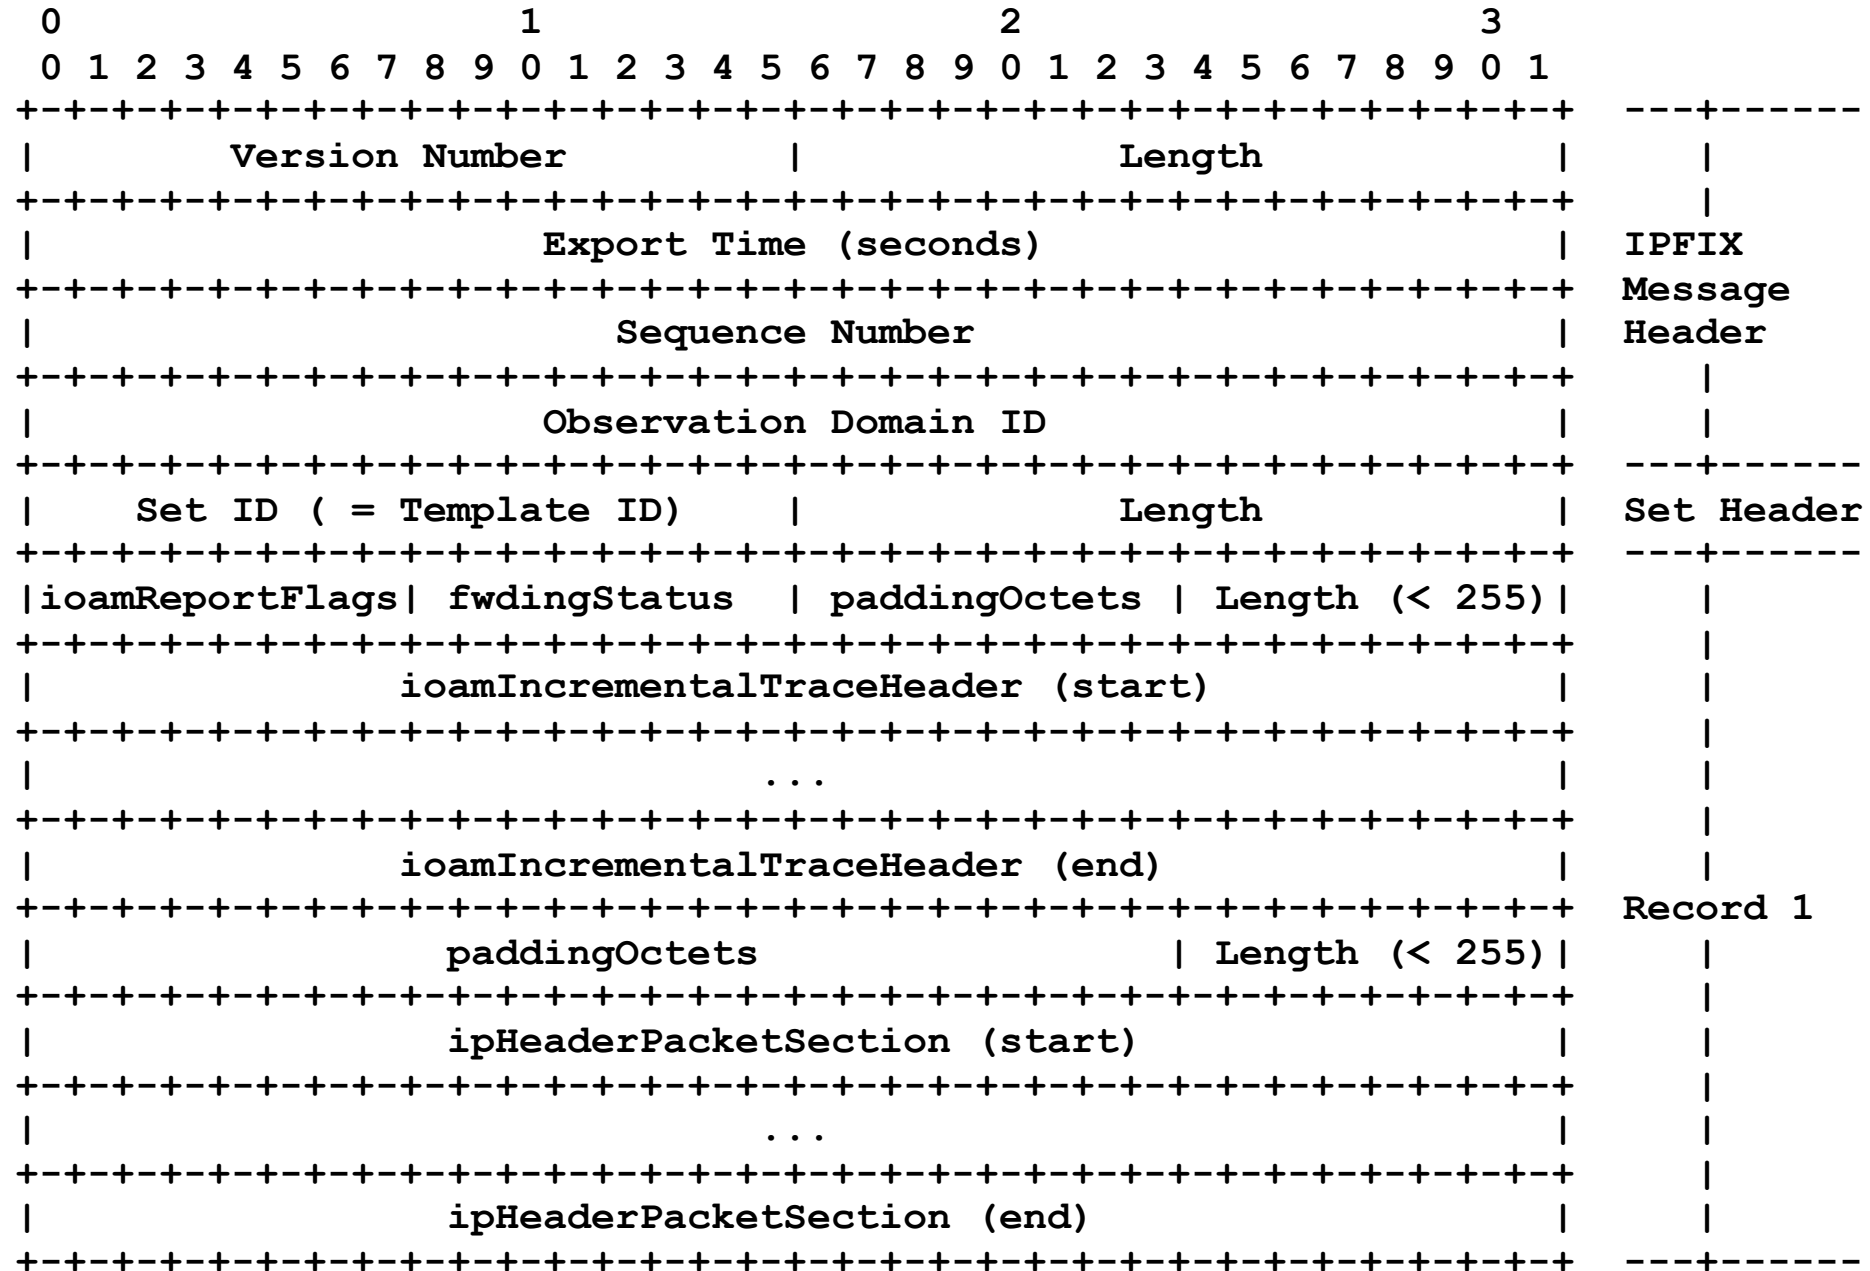 0                   1                   2                   3
 0 1 2 3 4 5 6 7 8 9 0 1 2 3 4 5 6 7 8 9 0 1 2 3 4 5 6 7 8 9 0 1
+-+-+-+-+-+-+-+-+-+-+-+-+-+-+-+-+-+-+-+-+-+-+-+-+-+-+-+-+-+-+-+-+  ---+------
|        Version Number         |             Length            |     |
+-+-+-+-+-+-+-+-+-+-+-+-+-+-+-+-+-+-+-+-+-+-+-+-+-+-+-+-+-+-+-+-+     |
|                     Export Time (seconds)                     |  IPFIX
+-+-+-+-+-+-+-+-+-+-+-+-+-+-+-+-+-+-+-+-+-+-+-+-+-+-+-+-+-+-+-+-+  Message
|                        Sequence Number                        |  Header
+-+-+-+-+-+-+-+-+-+-+-+-+-+-+-+-+-+-+-+-+-+-+-+-+-+-+-+-+-+-+-+-+     |
|                     Observation Domain ID                     |     |
+-+-+-+-+-+-+-+-+-+-+-+-+-+-+-+-+-+-+-+-+-+-+-+-+-+-+-+-+-+-+-+-+  ---+------
|    Set ID ( = Template ID)    |             Length            |  Set Header
+-+-+-+-+-+-+-+-+-+-+-+-+-+-+-+-+-+-+-+-+-+-+-+-+-+-+-+-+-+-+-+-+  ---+------
|ioamReportFlags| fwdingStatus  | paddingOctets | Length (< 255)|     |
+-+-+-+-+-+-+-+-+-+-+-+-+-+-+-+-+-+-+-+-+-+-+-+-+-+-+-+-+-+-+-+-+     |
|               ioamIncrementalTraceHeader (start)              |     |
+-+-+-+-+-+-+-+-+-+-+-+-+-+-+-+-+-+-+-+-+-+-+-+-+-+-+-+-+-+-+-+-+     |
|                              ...                              |     |
+-+-+-+-+-+-+-+-+-+-+-+-+-+-+-+-+-+-+-+-+-+-+-+-+-+-+-+-+-+-+-+-+     |
|               ioamIncrementalTraceHeader (end)                |     |
+-+-+-+-+-+-+-+-+-+-+-+-+-+-+-+-+-+-+-+-+-+-+-+-+-+-+-+-+-+-+-+-+  Record 1
|                 paddingOctets                 | Length (< 255)|     |
+-+-+-+-+-+-+-+-+-+-+-+-+-+-+-+-+-+-+-+-+-+-+-+-+-+-+-+-+-+-+-+-+     |
|                 ipHeaderPacketSection (start)                 |     |
+-+-+-+-+-+-+-+-+-+-+-+-+-+-+-+-+-+-+-+-+-+-+-+-+-+-+-+-+-+-+-+-+     |
|                              ...                              |     |
+-+-+-+-+-+-+-+-+-+-+-+-+-+-+-+-+-+-+-+-+-+-+-+-+-+-+-+-+-+-+-+-+     |
|                 ipHeaderPacketSection (end)                   |     |
+-+-+-+-+-+-+-+-+-+-+-+-+-+-+-+-+-+-+-+-+-+-+-+-+-+-+-+-+-+-+-+-+  ---+------